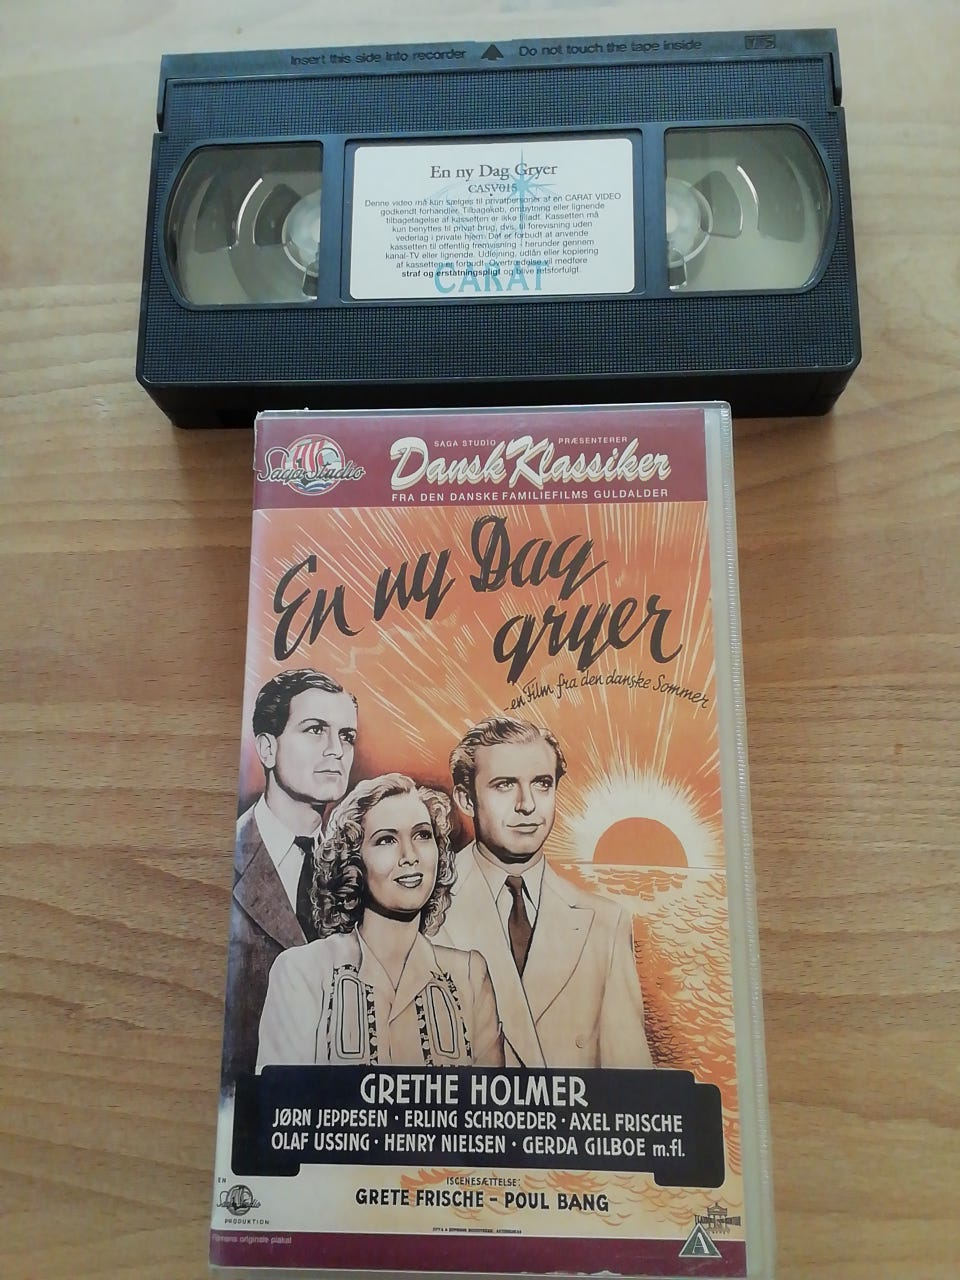 Insert this side into recorder ▲ Do not touch the tape inside
En ny Dag Gryer
CASV015
Denne video må kun sælges til privatpersoner af en CARAT VIDEO
godkendt forhandler. Tilbagekøb, ombytning eller lignende
tilbagetagelse af kassetten er ikke tilladt. Kassetten må
kun benyttes til privat brug, dvs. til forevisning uden
vederlag i private hjem. Det er forbudt at anvende
kassetten til offentlig fremvisning - herunder gennem
kanal-TV eller lignende. Udlejning, udlån eller kopiering
af kassetten er forbudt. Overtrædelse vil medføre
straf og erstatningspligt og blive retsforfulgt.
CARAT
Saga Studio
SAGA STUDIO PRÆSENTERER
Dansk Klassiker
FRA DEN DANSKE FAMILIEFILMS GULDALDER
En ny Dag
gryer
-en Film fra den danske Sommer
GRETHE HOLMER
JØRN JEPPESEN · ERLING SCHROEDER · AXEL FRISCHE
OLAF USSING · HENRY NIELSEN · GERDA GILBOE m.fl.
ISCENESÆTTELSE:
GRETE FRISCHE - POUL BANG
EN
Saga Studio
PRODUKTION
Filmens originale plakat
A